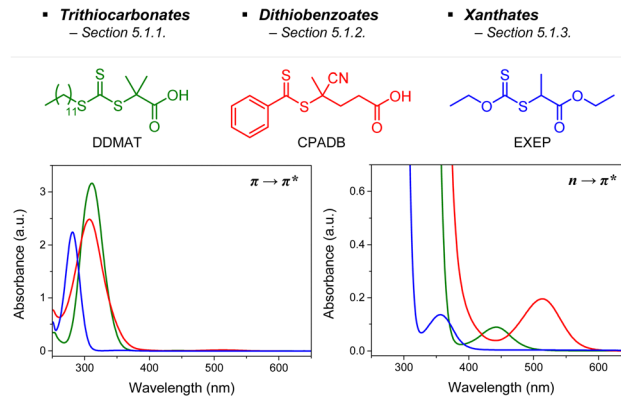 ▪ Trithiocarbonates
– Section 5.1.1.
▪ Dithiobenzoates
– Section 5.1.2.
▪ Xanthates
– Section 5.1.3.
11
S
S
S
O
OH
DDMAT
S
S
CN
O
OH
CPADB
S
O
S
O
O
EXEP
π → π*
Absorbance (a.u.)
3
2
1
0
300
400
500
600
Wavelength (nm)
n → π*
Absorbance (a.u.)
0.6
0.4
0.2
0.0
300
400
500
600
Wavelength (nm)